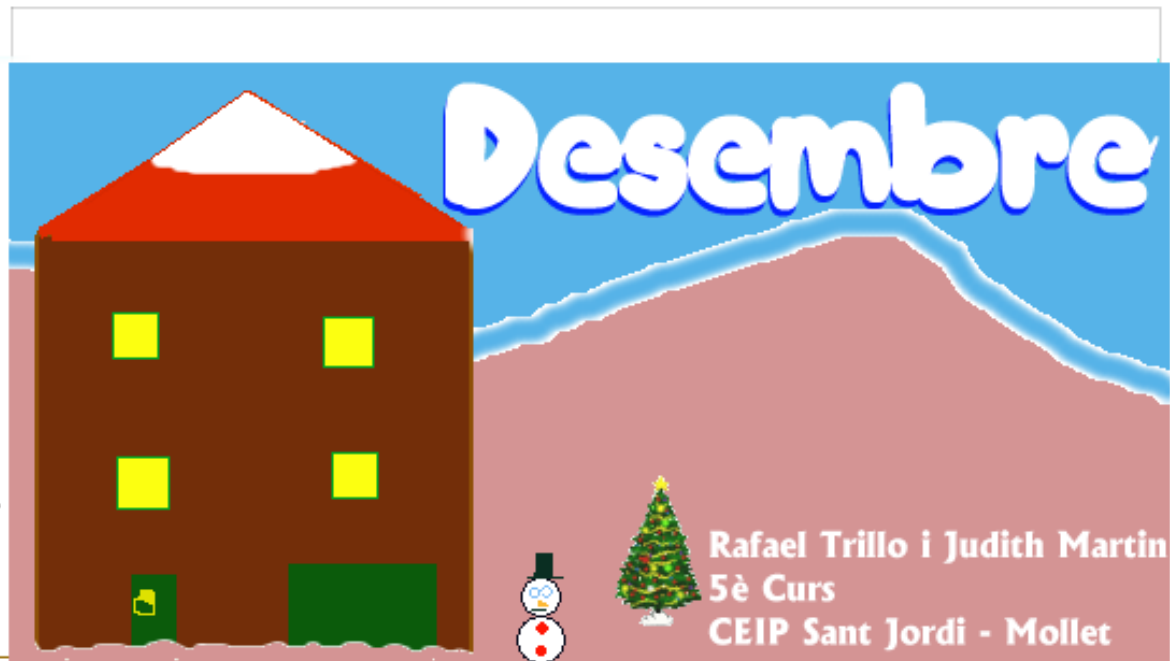 Desembre
Rafael Trillo i Judith Martin
5è Curs
CEIP Sant Jordi - Mollet